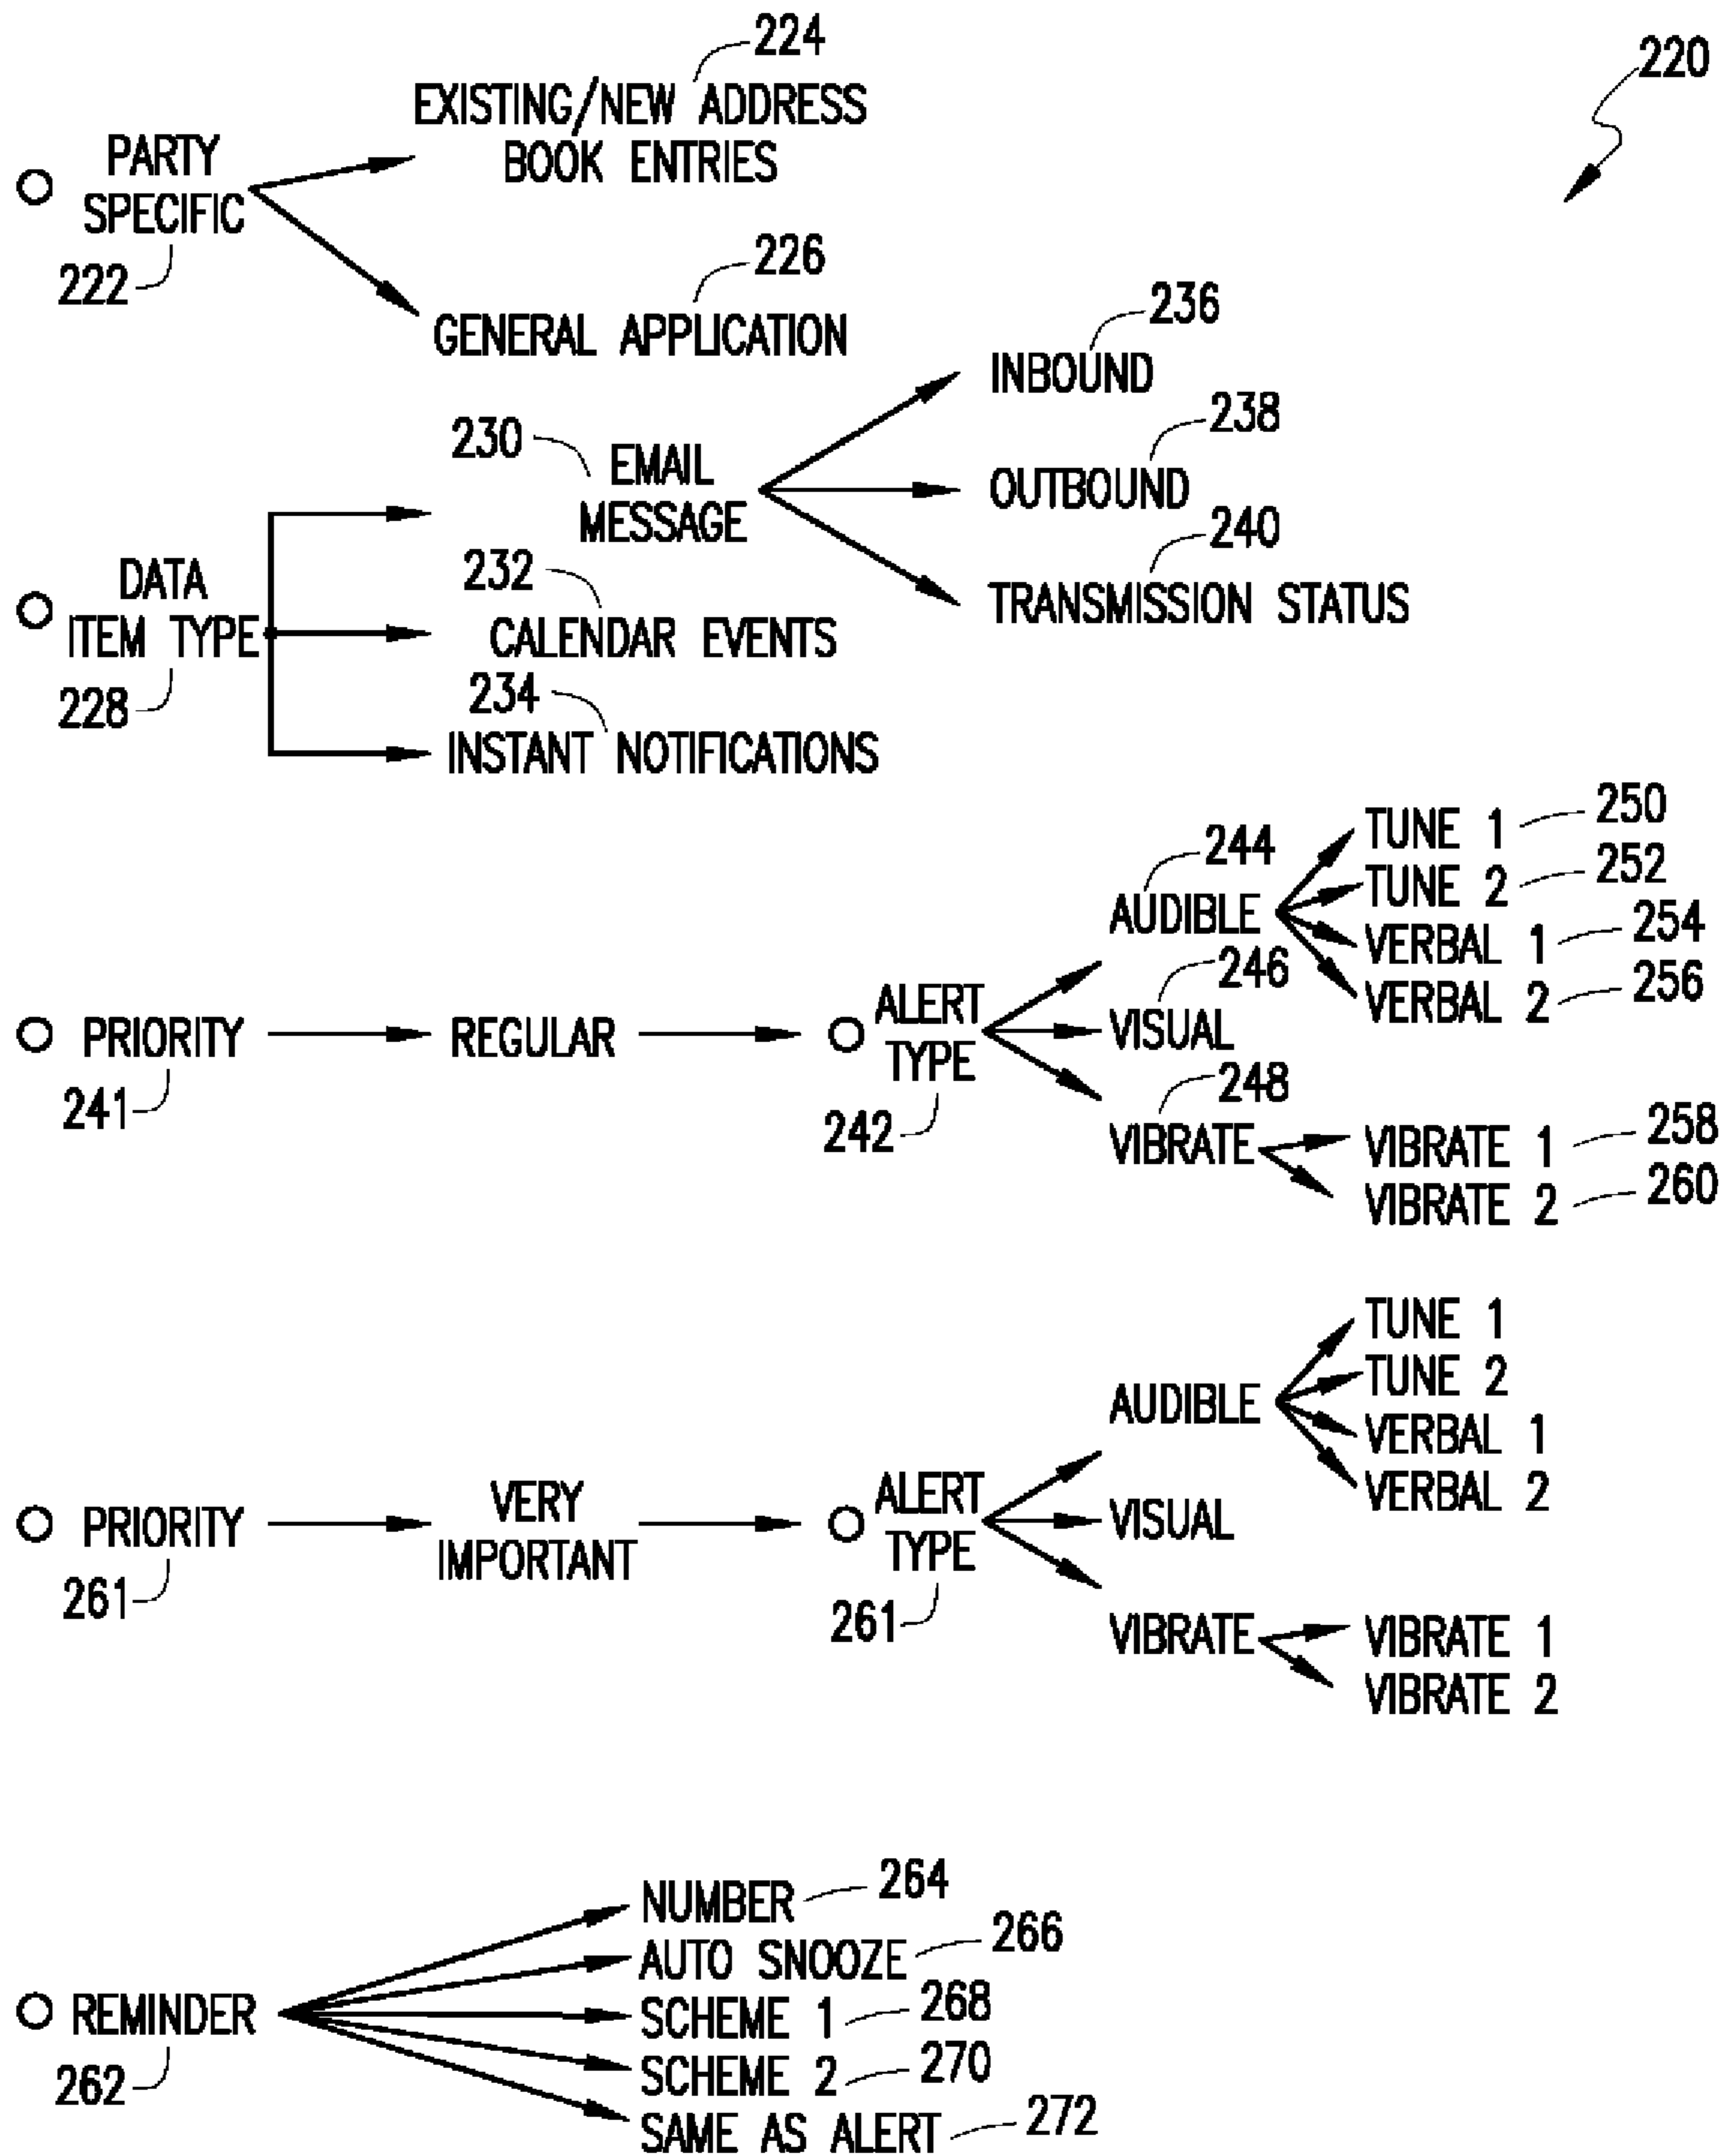 224
220
EXISTING/NEW ADDRESS
BOOK ENTRIES
PARTY
SPECIFIC
222
226
GENERAL APPLICATION
236
INBOUND
230
EMAIL
MESSAGE
238
OUTBOUND
240
TRANSMISSION STATUS
DATA
ITEM TYPE
228
232
CALENDAR EVENTS
234
INSTANT NOTIFICATIONS
244
AUDIBLE
TUNE 1 250
TUNE 2 252
VERBAL 1 254
VERBAL 2 256
PRIORITY
241
REGULAR
ALERT
TYPE
242
246
VISUAL
248
VIBRATE
VIBRATE 1 258
VIBRATE 2 260
AUDIBLE
TUNE 1
TUNE 2
VERBAL 1
VERBAL 2
PRIORITY
261
VERY
IMPORTANT
ALERT
TYPE
261
VISUAL
VIBRATE
VIBRATE 1
VIBRATE 2
REMINDER
262
NUMBER 264
AUTO SNOOZE 266
SCHEME 1 268
SCHEME 2 270
SAME AS ALERT 272